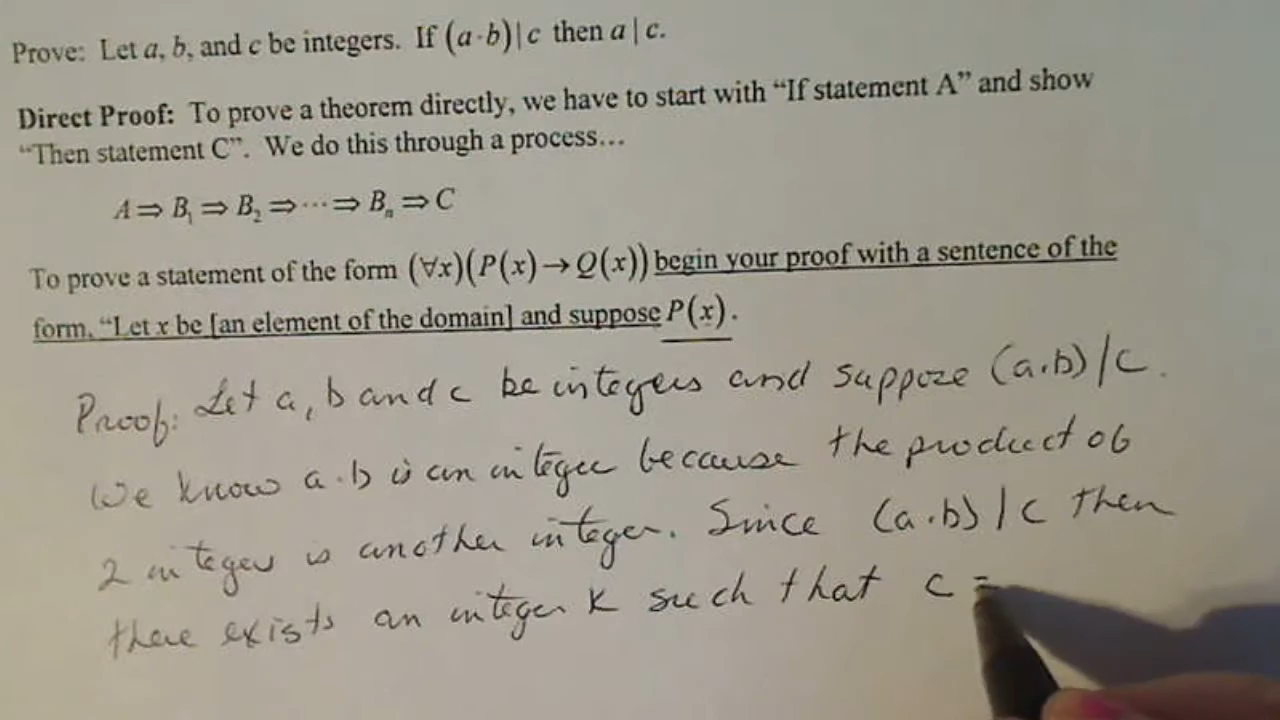 Prove: Let a, b, and c be integers. If (a·b)|c then a|c.
Direct Proof: To prove a theorem directly, we have to start with “If statement A” and show
“Then statement C”. We do this through a process…
A⇒B₁⇒B₂⇒⋯⇒Bₙ⇒C
To prove a statement of the form (∀x)(P(x)→Q(x)) begin your proof with a sentence of the
form, “Let x be [an element of the domain] and suppose P(x).
Proof: Let a, b and c be integers and suppose (a.b)/c.
We know a.b is an integer because the product of
2 integers is another integer. Since (a.b)/c then
there exists an integer k such that c =